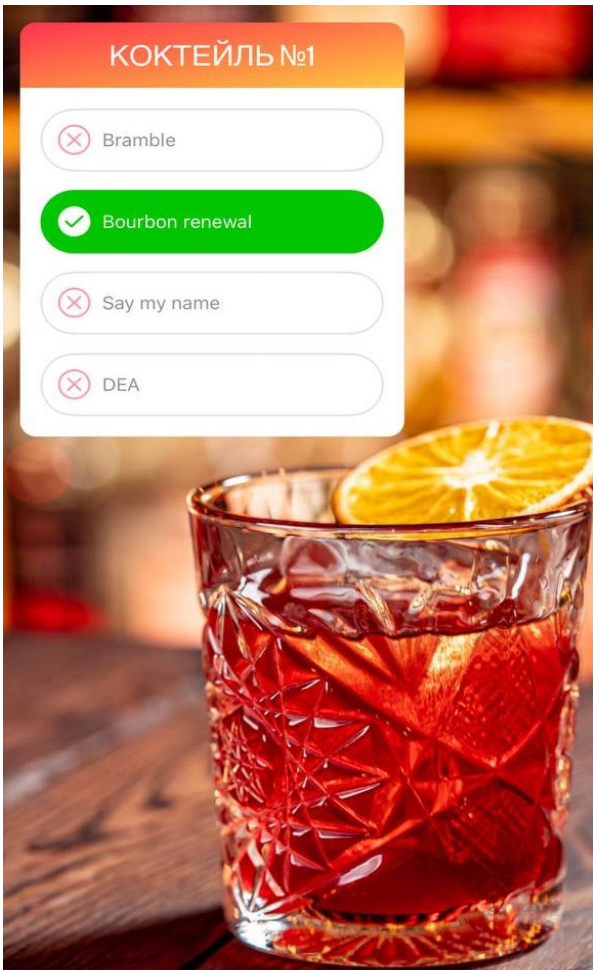 КОКТЕЙЛЬ №1
Bramble
Bourbon renewal
Say my name
DEA